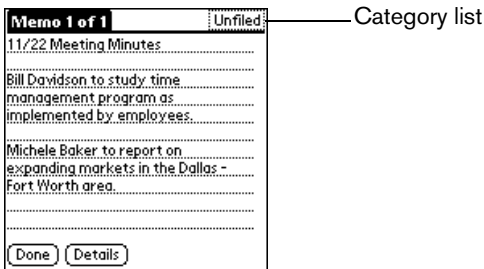 Memo 1 of 1
Unfiled
Category list
11/22 Meeting Minutes
Bill Davidson to study time
management program as
implemented by employees.
Michele Baker to report on
expanding markets in the Dallas -
Fort Worth area.
Done
Details